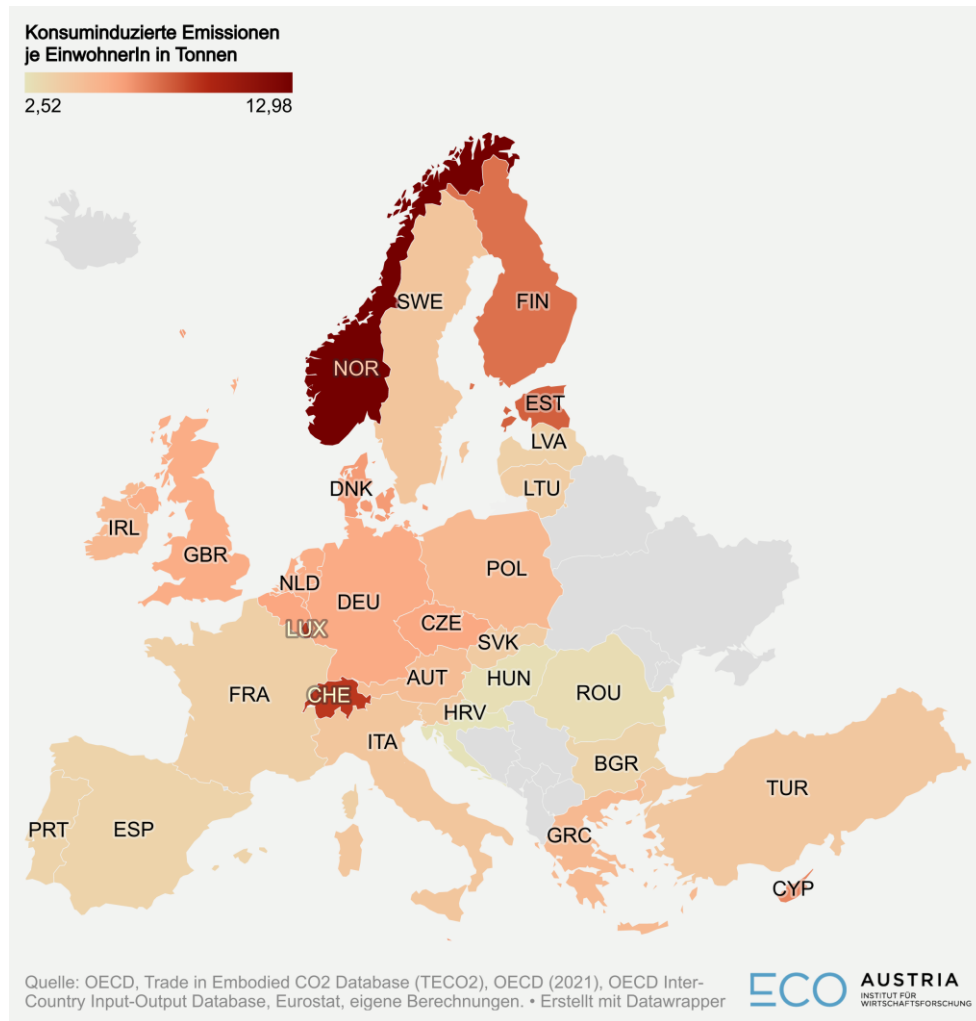 Konsuminduzierte Emissionen
je EinwohnerIn in Tonnen
2,52 12,98
SWE
FIN
NOR
EST
LVA
DNK
LTU
IRL
GBR
POL
NLD
DEU
CZE
LUX
SVK
AUT
HUN
FRA
CHE
ROU
HRV
ITA
BGR
TUR
PRT
ESP
GRC
CYP
Quelle: OECD, Trade in Embodied CO2 Database (TECO2), OECD (2021), OECD Inter-
Country Input-Output Database, Eurostat, eigene Berechnungen. • Erstellt mit Datawrapper
ECO AUSTRIA
INSTITUT FÜR
WIRTSCHAFTSFORSCHUNG